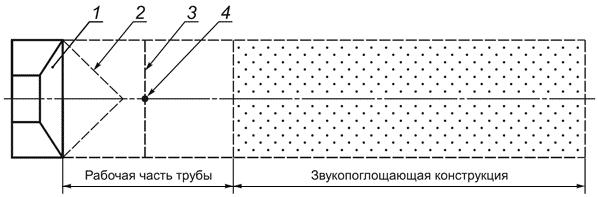 1 2 3 4
Рабочая часть трубы Звукопоглощающая конструкция